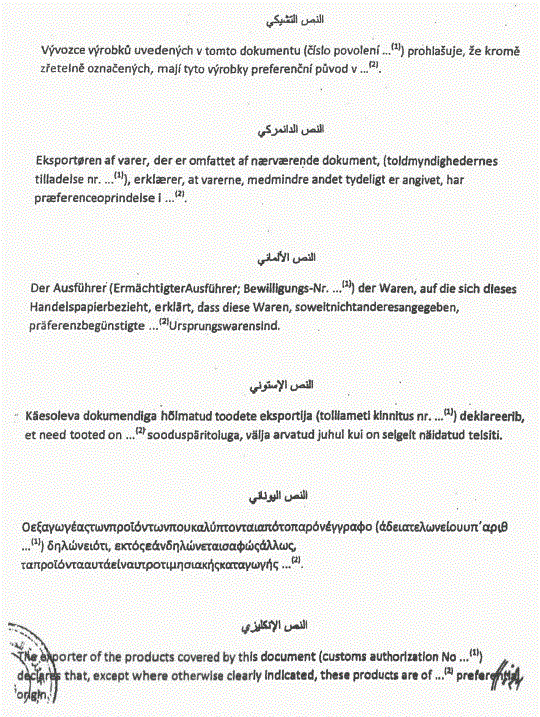 النص التشيكي
Vývozce výrobků uvedených v tomto dokumentu (číslo povolení ...(1)) prohlašuje, že kromě
zřetelně označených, mají tyto výrobky preferenční původ v ...(2).
النص الدانمركي
Eksportøren af varer, der er omfattet af nærværende dokument, (toldmyndighedernes
tilladelse nr. ...(1)), erklærer, at varerne, medmindre andet tydeligt er angivet, har
præferenceoprindelse i ...(2).
النص الألماني
Der Ausführer (ErmächtigterAusführer; Bewilligungs-Nr. ...(1)) der Waren, auf die sich dieses
Handelspapierbezieht, erklärt, dass diese Waren, soweitnichtanderesangegeben,
präferenzbegünstigte ...(2)Ursprungswarensind.
النص الإستوني
Käesoleva dokumendiga hõlmatud toodete eksportija (tolliameti kinnitus nr. ...(1)) deklareerib,
et need tooted on ...(2) sooduspäritoluga, välja arvatud juhul kui on selgelt näidatud teisiti.
النص اليوناني
Οεξαγωγέαςτωνπροϊόντωνπουκαλύπτονταιαπότοπαρόνέγγραφο (άδειατελωνείουυπ΄αριθ
...(1)) δηλώνειότι, εκτόςεάνδηλώνεταισαφώςάλλως,
ταπροϊόντααυτάείναιπροτιμησιακήςκαταγωγής ...(2).
النص الإنكليزي
The exporter of the products covered by this document (customs authorization No ...(1))
declares that, except where otherwise clearly indicated, these products are of ...(2) preferential
origin.